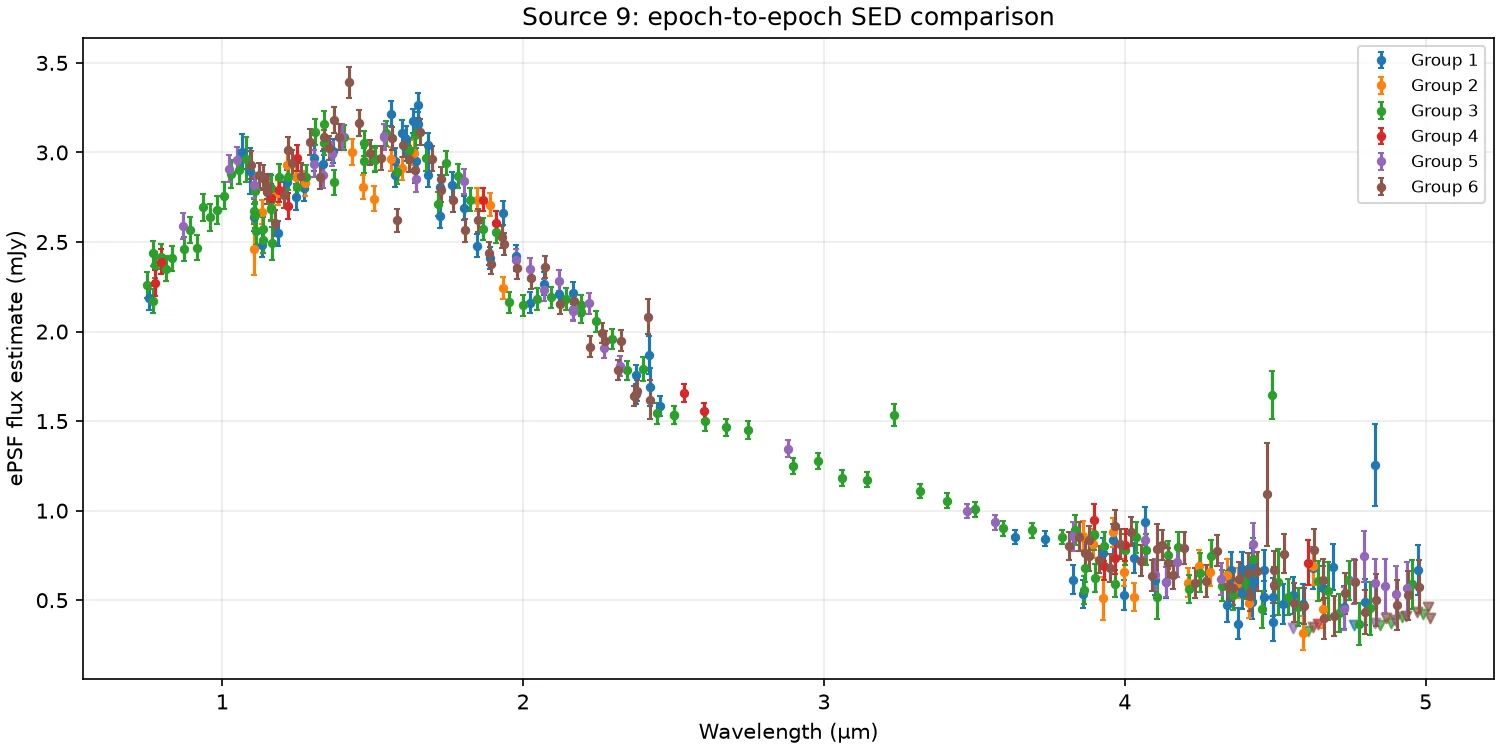 Source 9: epoch-to-epoch SED comparison
ePSF flux estimate (mJy)
3.5
3.0
2.5
2.0
1.5
1.0
0.5
Group 1
Group 2
Group 3
Group 4
Group 5
Group 6
1 2 3 4 5
Wavelength (μm)